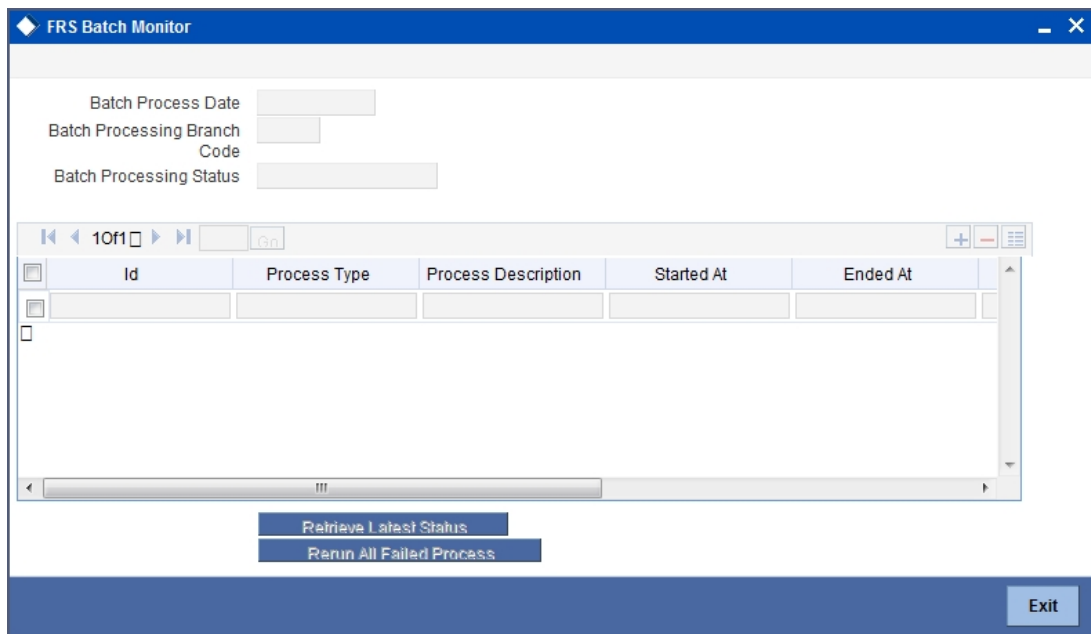 FRS Batch Monitor
Batch Process Date
Batch Processing Branch
Code
Batch Processing Status
1Of1
Go
Id Process Type Process Description Started At Ended At
Retrieve Latest Status
Rerun All Failed Process
Exit